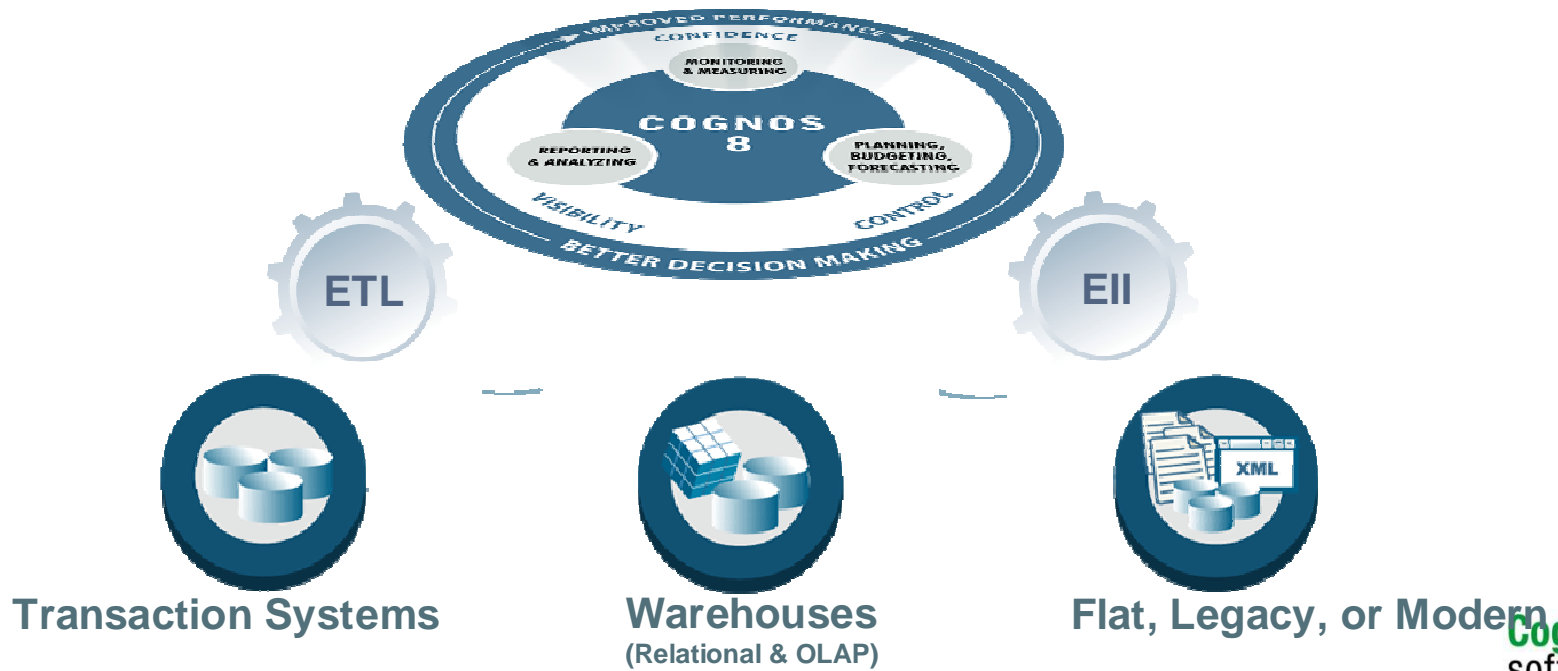 IMPROVED PERFORMANCE
CONFIDENCE
MONITORING
& MEASURING
COGNOS
8
REPORTING
& ANALYZING
PLANNING,
BUDGETING,
FORECASTING
VISIBILITY
CONTROL
BETTER DECISION MAKING
ETL
EII
XML
Transaction Systems
Warehouses
(Relational & OLAP)
Flat, Legacy, or Modern